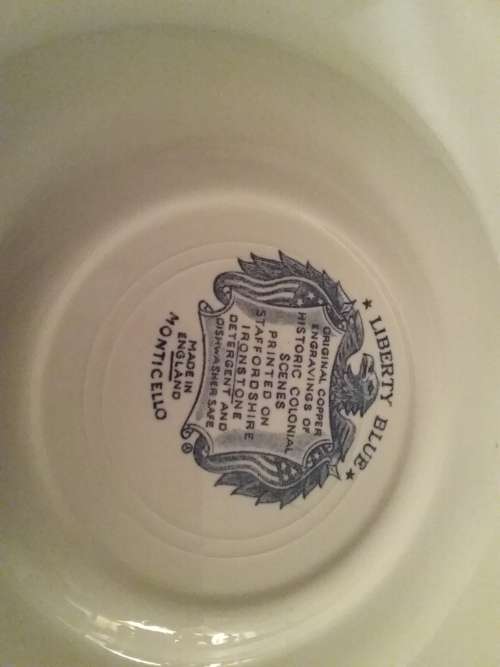 ★ LIBERTY BLUE ★
ORIGINAL COPPER
ENGRAVINGS OF
HISTORIC COLONIAL
SCENES
PRINTED ON
STAFFORDSHIRE
IRONSTONE
DETERGENT AND
DISHWASHER SAFE
®
MADE IN
ENGLAND
MONTICELLO